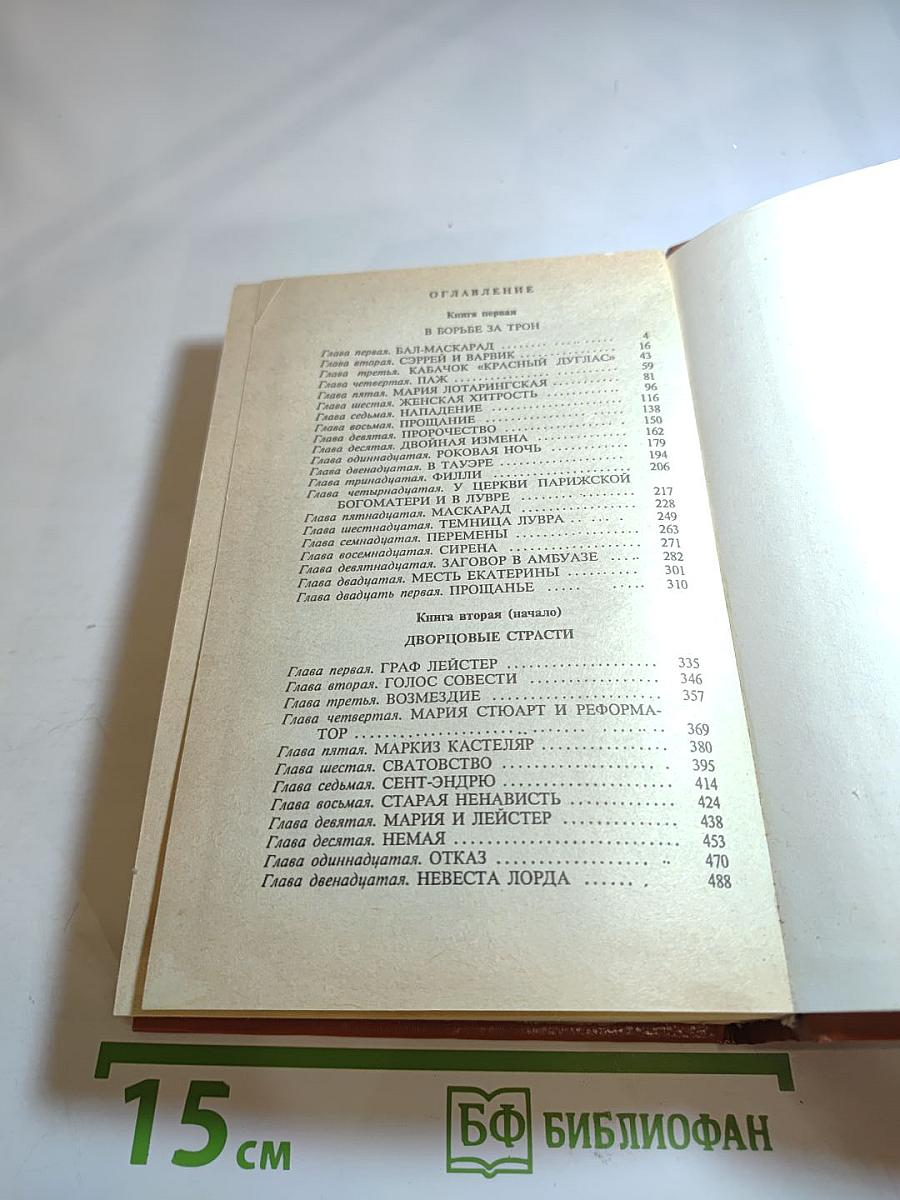 ОГЛАВЛЕНИЕ
Книга первая
В БОРЬБЕ ЗА ТРОН
Глава первая. БАЛ-МАСКАРАД 4
Глава вторая. СЭРРЕЙ И ВАРВИК 16
Глава третья. КАБАЧОК «КРАСНЫЙ ЛУГЛАС» 43
Глава четвертая. ПАЖ 59
Глава пятая. МАРИЯ ЛОТАРИНГСКАЯ 81
Глава шестая. ЖЕНСКАЯ ХИТРОСТЬ 96
Глава седьмая. НАПАДЕНИЕ 116
Глава восьмая. ПРОЩАНИЕ 138
Глава девятая. ПРОРОЧЕСТВО 150
Глава десятая. ДВОЙНАЯ ИЗМЕНА 162
Глава одиннадцатая. РОКОВАЯ НОЧЬ 179
Глава двенадцатая. В ТАУЭРЕ 194
Глава тринадцатая. ФИЛЛИ 206
Глава четырнадцатая. У ЦЕРКВИ ПАРИЖСКОЙ
БОГОМАТЕРИ И В ЛУВРЕ 217
Глава пятнадцатая. МАСКАРАД 228
Глава шестнадцатая. ТЕМНИЦА ЛУВРА 249
Глава семнадцатая. ПЕРЕМЕНЫ 263
Глава восемнадцатая. СИРЕНА 271
Глава девятнадцатая. ЗАГОВОР В АМБУАЗЕ 282
Глава двадцатая. МЕСТЬ ЕКАТЕРИНЫ 301
Глава двадцать первая. ПРОЩАНЬЕ 310
Книга вторая (начало)
ДВОРЦОВЫЕ СТРАСТИ
Глава первая. ГРАФ ЛЕЙСТЕР 335
Глава вторая. ГОЛОС СОВЕСТИ 346
Глава третья. ВОЗМЕЗДИЕ 357
Глава четвертая. МАРИЯ СТЮАРТ И РЕФОРМА-
ТОР 369
Глава пятая. МАРКИЗ КАСТЕЛЯР 380
Глава шестая. СВАТОВСТВО 395
Глава седьмая. СЕНТ-ЭНДРЮ 414
Глава восьмая. СТАРАЯ НЕНАВИСТЬ 424
Глава девятая. МАРИЯ И ЛЕЙСТЕР 438
Глава десятая. НЕМАЯ 453
Глава одиннадцатая. ОТКАЗ 470
Глава двенадцатая. НЕВЕСТА ЛОРДА 488
15 см
БФ БИБЛИОФАН